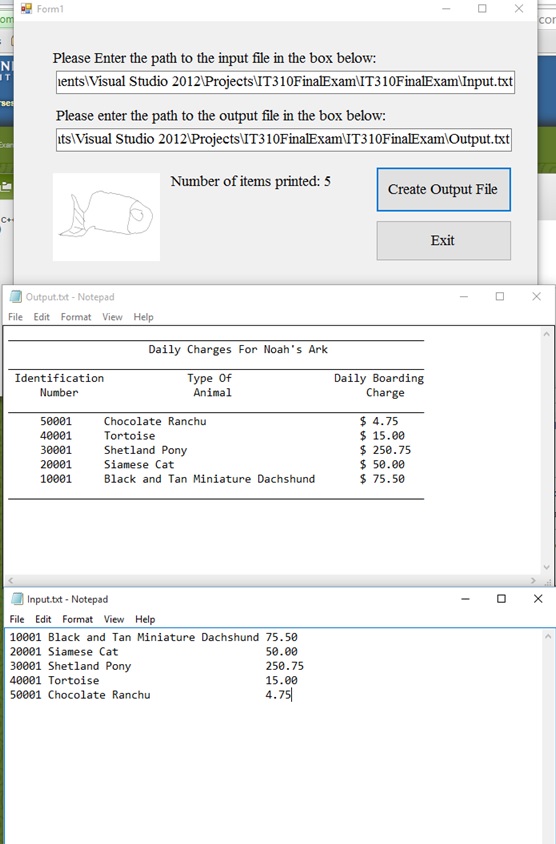 Form1
Please Enter the path to the input file in the box below:
ents\Visual Studio 2012\Projects\IT310FinalExam\IT310FinalExam\Input.txt
Please enter the path to the output file in the box below:
ts\Visual Studio 2012\Projects\IT310FinalExam\IT310FinalExam\Output.txt
Number of items printed: 5
Create Output File
Exit
C++
Output.txt - Notepad
File Edit Format View Help
Daily Charges For Noah's Ark
Identification Type Of Daily Boarding
Number Animal Charge
50001 Chocolate Ranchu $ 4.75
40001 Tortoise $ 15.00
30001 Shetland Pony $ 250.75
20001 Siamese Cat $ 50.00
10001 Black and Tan Miniature Dachshund $ 75.50
Input.txt - Notepad
File Edit Format View Help
10001 Black and Tan Miniature Dachshund 75.50
20001 Siamese Cat 50.00
30001 Shetland Pony 250.75
40001 Tortoise 15.00
50001 Chocolate Ranchu 4.75